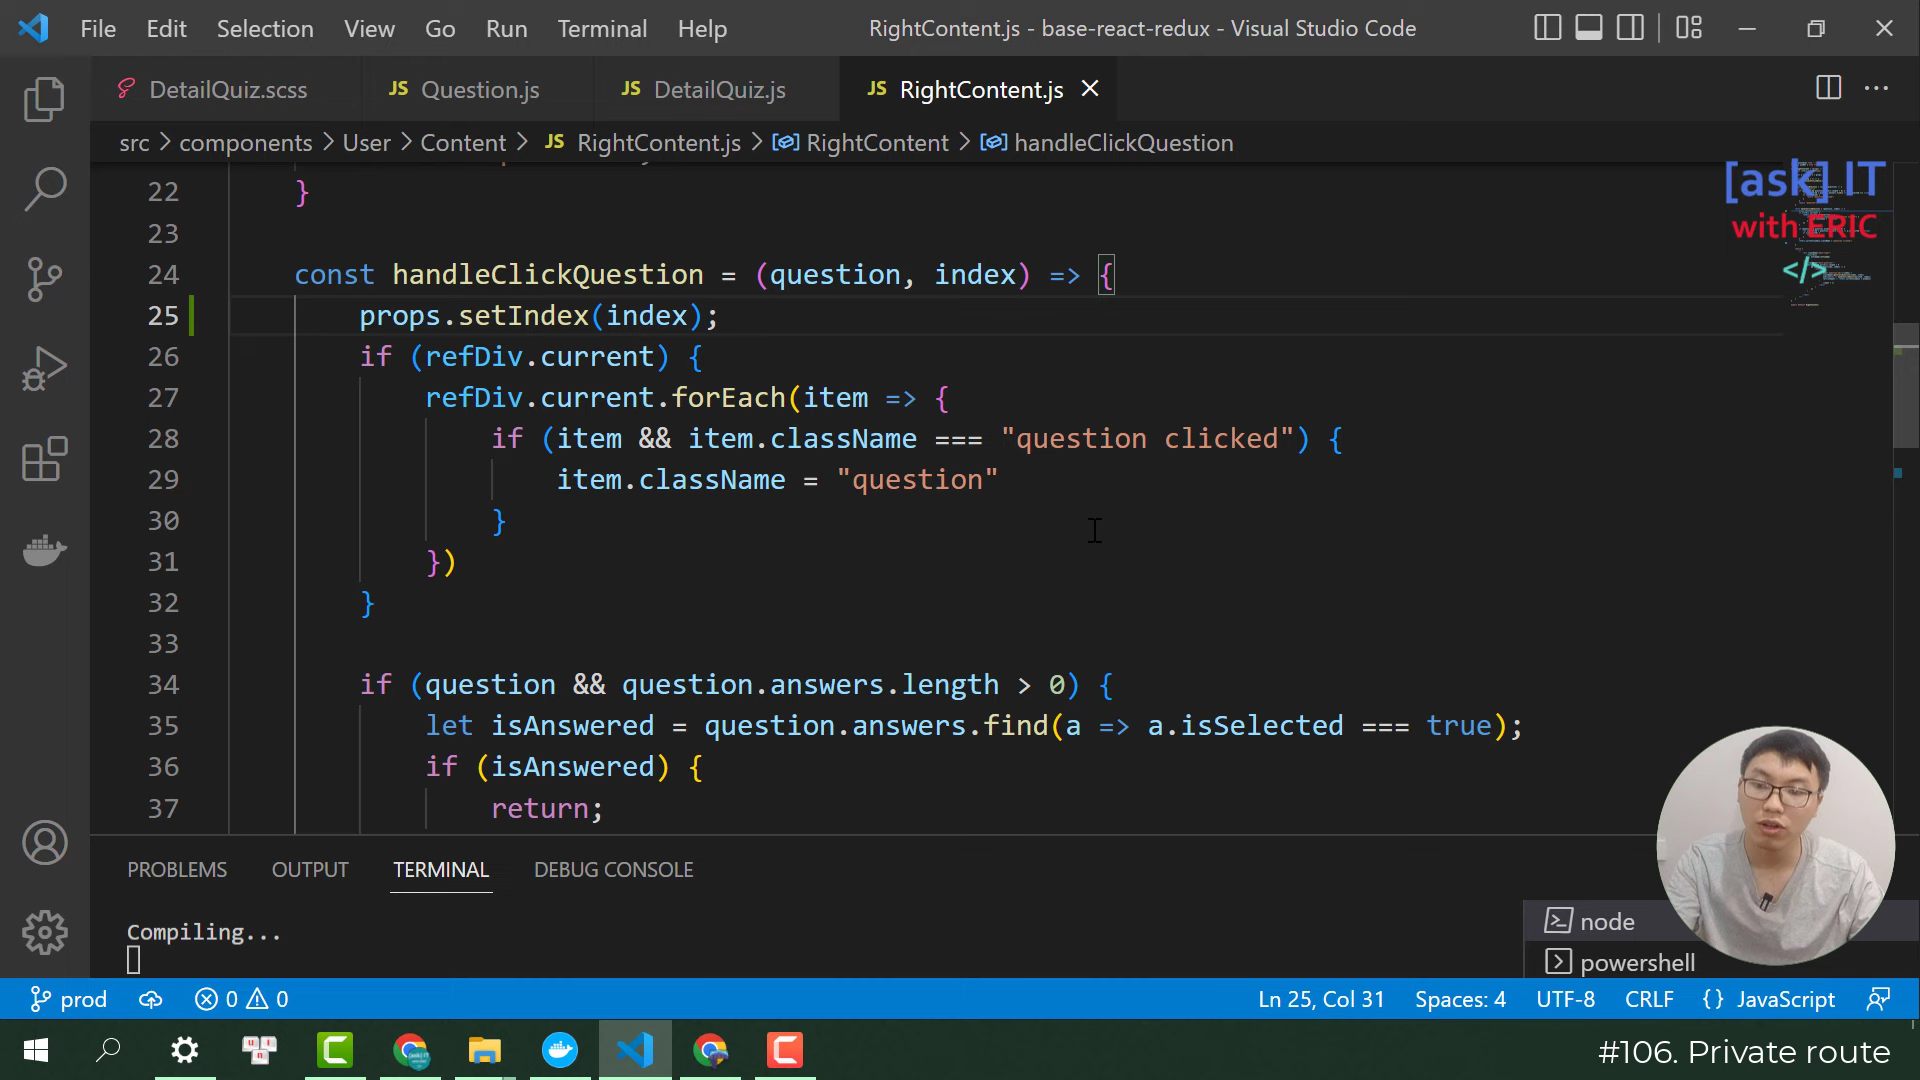 File Edit Selection View Go Run Terminal Help RightContent.js - base-react-redux - Visual Studio Code
DetailQuiz.scss JS Question.js JS DetailQuiz.js JS RightContent.js
src > components > User > Content > JS RightContent.js > RightContent > handleClickQuestion
[ask] IT
with ERIC
</>
22 }
23
24 const handleClickQuestion = (question, index) => {
25 props.setIndex(index);
26 if (refDiv.current) {
27 refDiv.current.forEach(item => {
28 if (item && item.className === "question clicked") {
29 item.className = "question"
30 }
31 })
32 }
33
34 if (question && question.answers.length > 0) {
35 let isAnswered = question.answers.find(a => a.isSelected === true);
36 if (isAnswered) {
37 return;
PROBLEMS OUTPUT TERMINAL DEBUG CONSOLE
Compiling...
node
powershell
prod 0 0 Ln 25, Col 31 Spaces: 4 UTF-8 CRLF {} JavaScript
#106. Private route